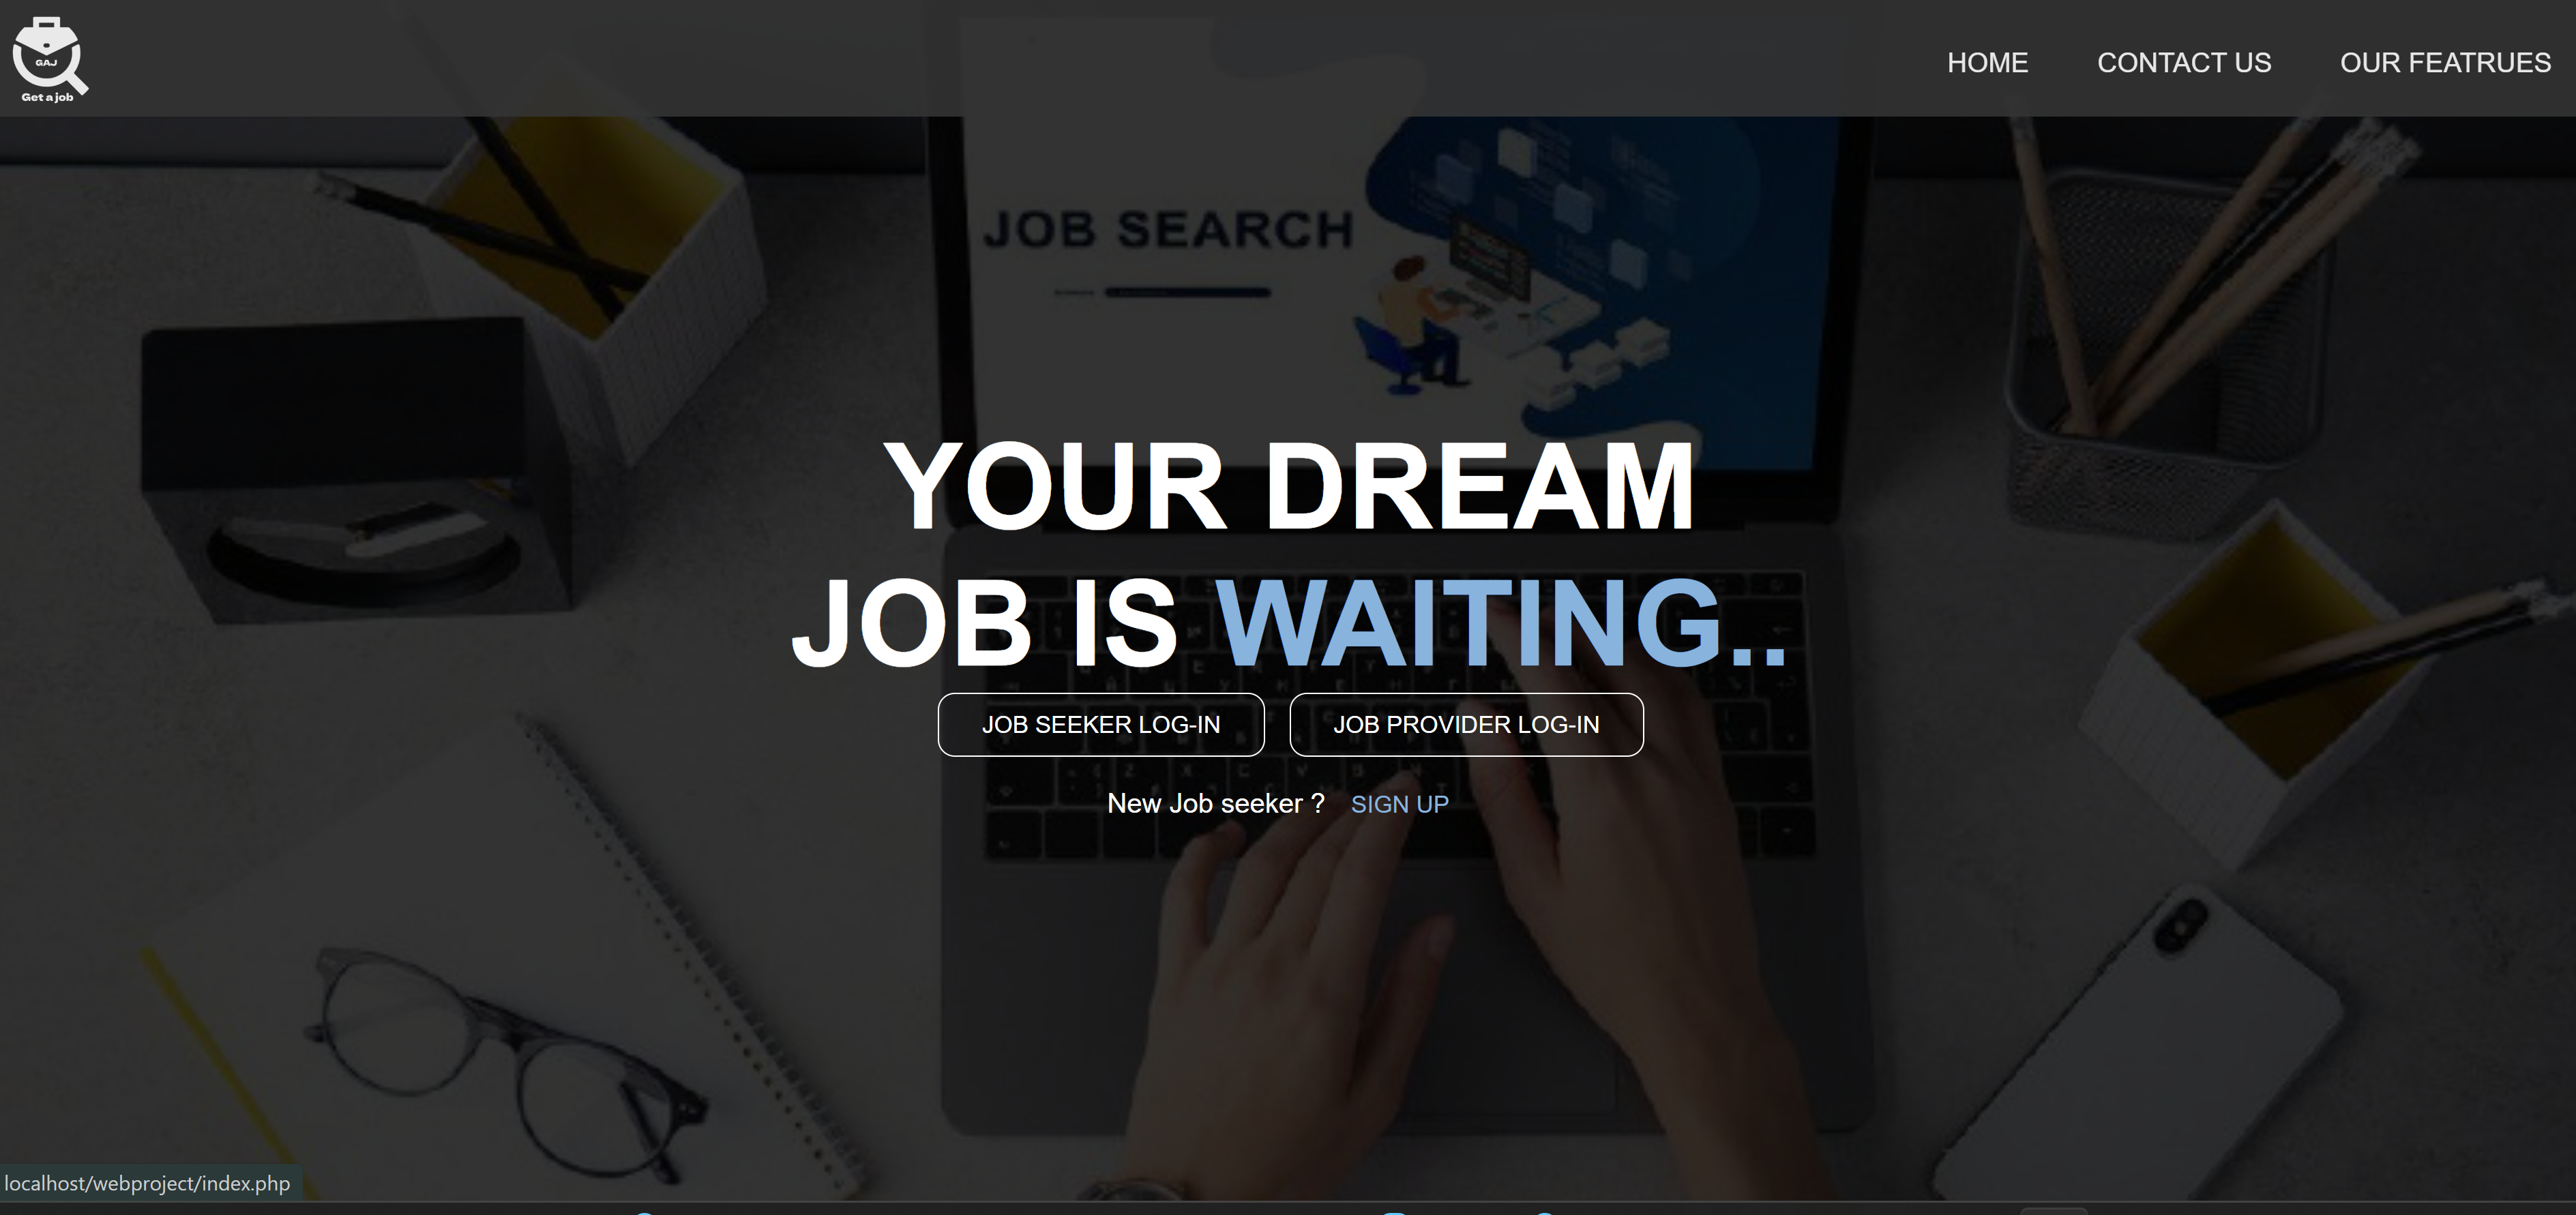 GAJ
Get a job
HOME CONTACT US OUR FEATRUES
JOB SEARCH
YOUR DREAM
JOB IS WAITING..
JOB SEEKER LOG-IN JOB PROVIDER LOG-IN
New Job seeker ? SIGN UP
localhost/webproject/index.php